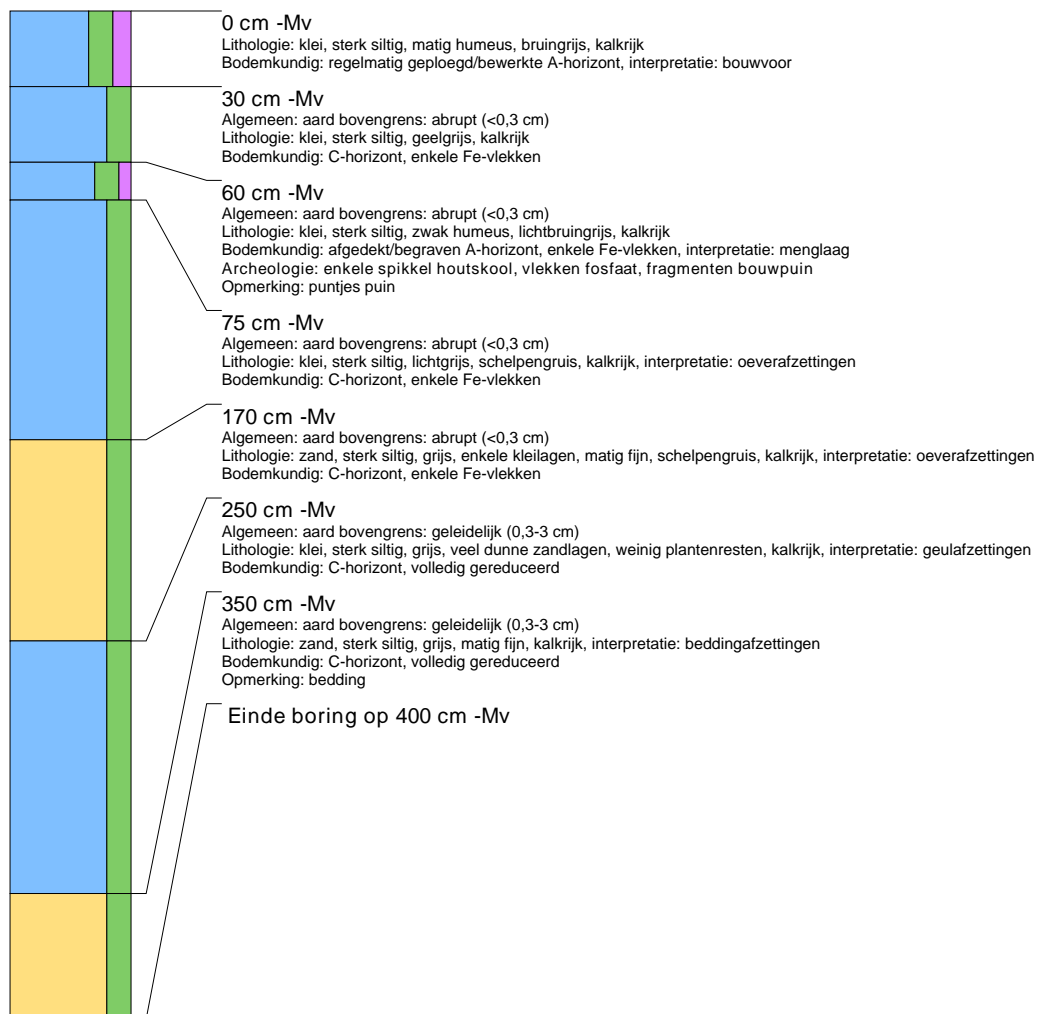 0 cm -Mv
Lithologie: klei, sterk siltig, matig humeus, bruingrijs, kalkrijk
Bodemkundig: regelmatig geploegd/bewerkte A-horizont, interpretatie: bouwvoor
30 cm -Mv
Algemeen: aard bovengrens: abrupt (<0,3 cm)
Lithologie: klei, sterk siltig, geelgrijs, kalkrijk
Bodemkundig: C-horizont, enkele Fe-vlekken
60 cm -Mv
Algemeen: aard bovengrens: abrupt (<0,3 cm)
Lithologie: klei, sterk siltig, zwak humeus, lichtbruingrijs, kalkrijk
Bodemkundig: afgedekt/begraven A-horizont, enkele Fe-vlekken, interpretatie: menglaag
Archeologie: enkele spikkel houtskool, vlekken fosfaat, fragmenten bouwpuin
Opmerking: puntjes puin
75 cm -Mv
Algemeen: aard bovengrens: abrupt (<0,3 cm)
Lithologie: klei, sterk siltig, lichtgrijs, schelpengruis, kalkrijk, interpretatie: oeverafzettingen
Bodemkundig: C-horizont, enkele Fe-vlekken
170 cm -Mv
Algemeen: aard bovengrens: abrupt (<0,3 cm)
Lithologie: zand, sterk siltig, grijs, enkele kleilagen, matig fijn, schelpengruis, kalkrijk, interpretatie: oeverafzettingen
Bodemkundig: C-horizont, enkele Fe-vlekken
250 cm -Mv
Algemeen: aard bovengrens: geleidelijk (0,3-3 cm)
Lithologie: klei, sterk siltig, grijs, veel dunne zandlagen, weinig plantenresten, kalkrijk, interpretatie: geulafzettingen
Bodemkundig: C-horizont, volledig gereduceerd
350 cm -Mv
Algemeen: aard bovengrens: geleidelijk (0,3-3 cm)
Lithologie: zand, sterk siltig, grijs, matig fijn, kalkrijk, interpretatie: beddingafzettingen
Bodemkundig: C-horizont, volledig gereduceerd
Opmerking: bedding
Einde boring op 400 cm -Mv